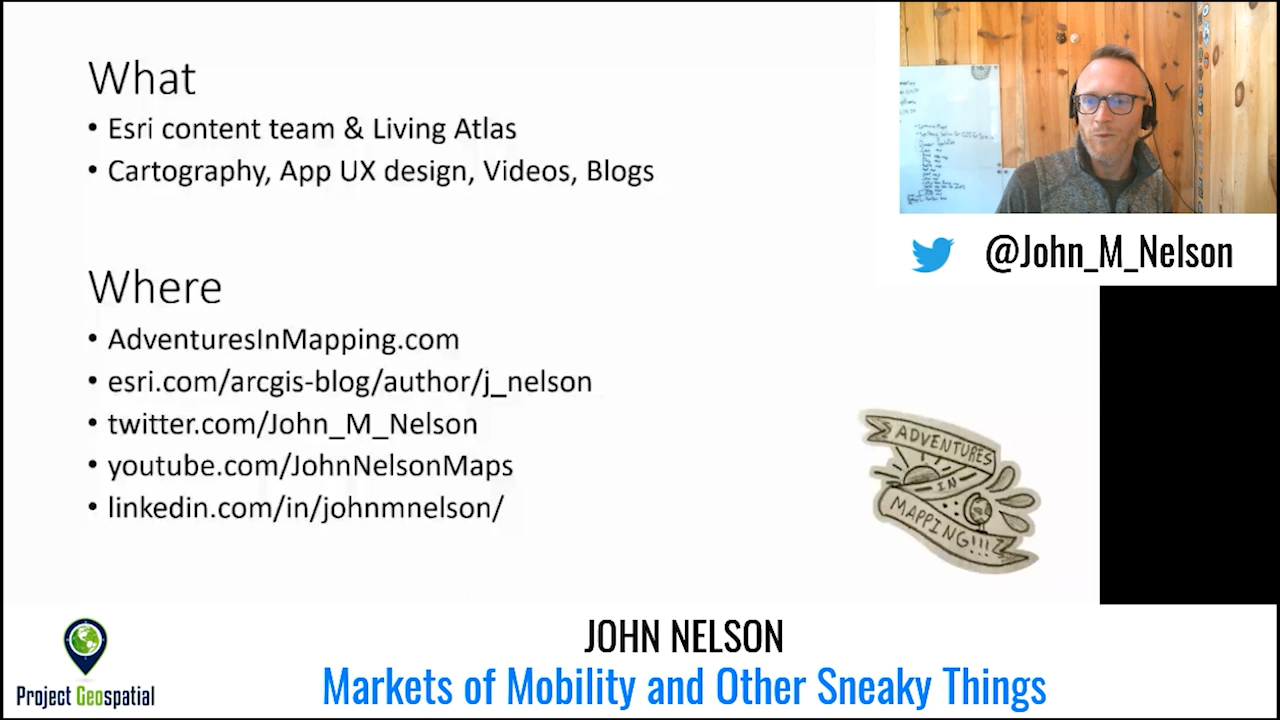 What
• Esri content team & Living Atlas
• Cartography, App UX design, Videos, Blogs
Where
• AdventuresInMapping.com
• esri.com/arcgis-blog/author/j_nelson
• twitter.com/John_M_Nelson
• youtube.com/JohnNelsonMaps
• linkedin.com/in/johnmnelson/
@John_M_Nelson
ADVENTURES
IN
MAPPING!!!
JOHN NELSON
Markets of Mobility and Other Sneaky Things
Project Geospatial